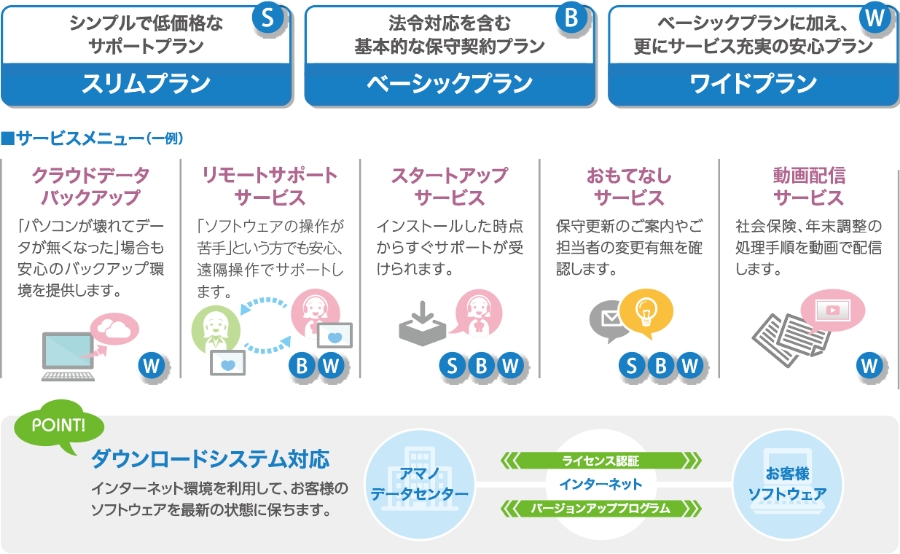 シンプルで低価格な
サポートプラン
S
スリムプラン
法令対応を含む
基本的な保守契約プラン
B
ベーシックプラン
ベーシックプランに加え、
更にサービス充実の安心プラン
W
ワイドプラン
■サービスメニュー（一例）
クラウドデータ
バックアップ
「パソコンが壊れてデー
タが無くなった」場合も
安心のバックアップ環
境を提供します。
W
リモートサポート
サービス
「ソフトウェアの操作が
苦手」という方でも安心、
遠隔操作でサポートし
ます。
B W
スタートアップ
サービス
インストールした時点
からすぐサポートが受
けられます。
S B W
おもてなし
サービス
保守更新のご案内やご
担当者の変更有無を確
認します。
S B W
動画配信
サービス
社会保険、年末調整の
処理手順を動画で配信
します。
W
POINT!
ダウンロードシステム対応
インターネット環境を利用して、お客様の
ソフトウェアを最新の状態に保ちます。
アマノ
データセンター
ライセンス認証
インターネット
バージョンアッププログラム
お客様
ソフトウェア